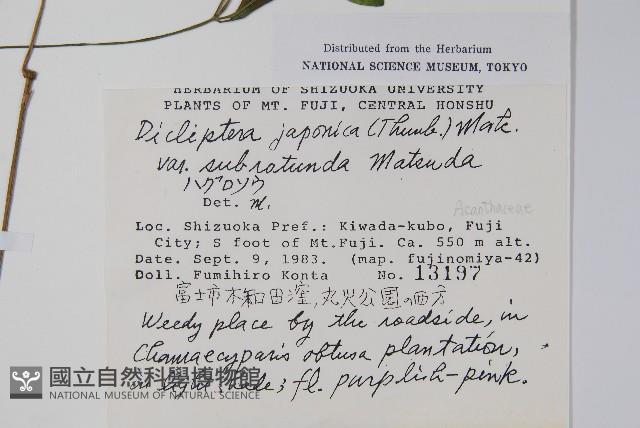 Distributed from the Herbarium
NATIONAL SCIENCE MUSEUM, TOKYO
HERBARIUM OF SHIZUOKA UNIVERSITY
PLANTS OF MT. FUJI, CENTRAL HONSHU
Dicliptera japonica (Thunb.) Mak.
var. subrotunda Matsuda
ハグロソウ
Det. M.
Acanthaceae
Loc. Shizuoka Pref.: Kiwada-kubo, Fuji
City; S foot of Mt.Fuji. Ca. 550 m alt.
Date. Sept. 9, 1983. (map. fujinomiya-42)
Doll. Fumihiro Konta No. 13197
富士市木和田窪,丸火公園の西方
Weedy place by the roadside, in
Chamaecyparis obtusa plantation,
in light shade; fl. purplish-pink.
國立自然科學博物館
NATIONAL MUSEUM OF NATURAL SCIENCE